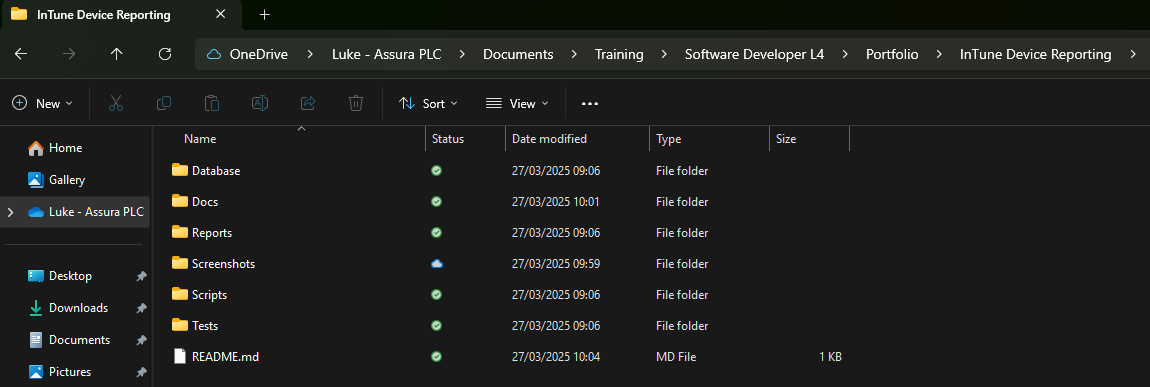 InTune Device Reporting
OneDrive > Luke - Assura PLC > Documents > Training > Software Developer L4 > Portfolio > InTune Device Reporting >
New Sort View ...
Name Status Date modified Type Size
Home
Gallery
Luke - Assura PLC
Desktop
Downloads
Documents
Pictures
Database 27/03/2025 09:06 File folder
Docs 27/03/2025 10:01 File folder
Reports 27/03/2025 09:06 File folder
Screenshots 27/03/2025 09:59 File folder
Scripts 27/03/2025 09:06 File folder
Tests 27/03/2025 09:06 File folder
README.md 27/03/2025 10:04 MD File 1 KB